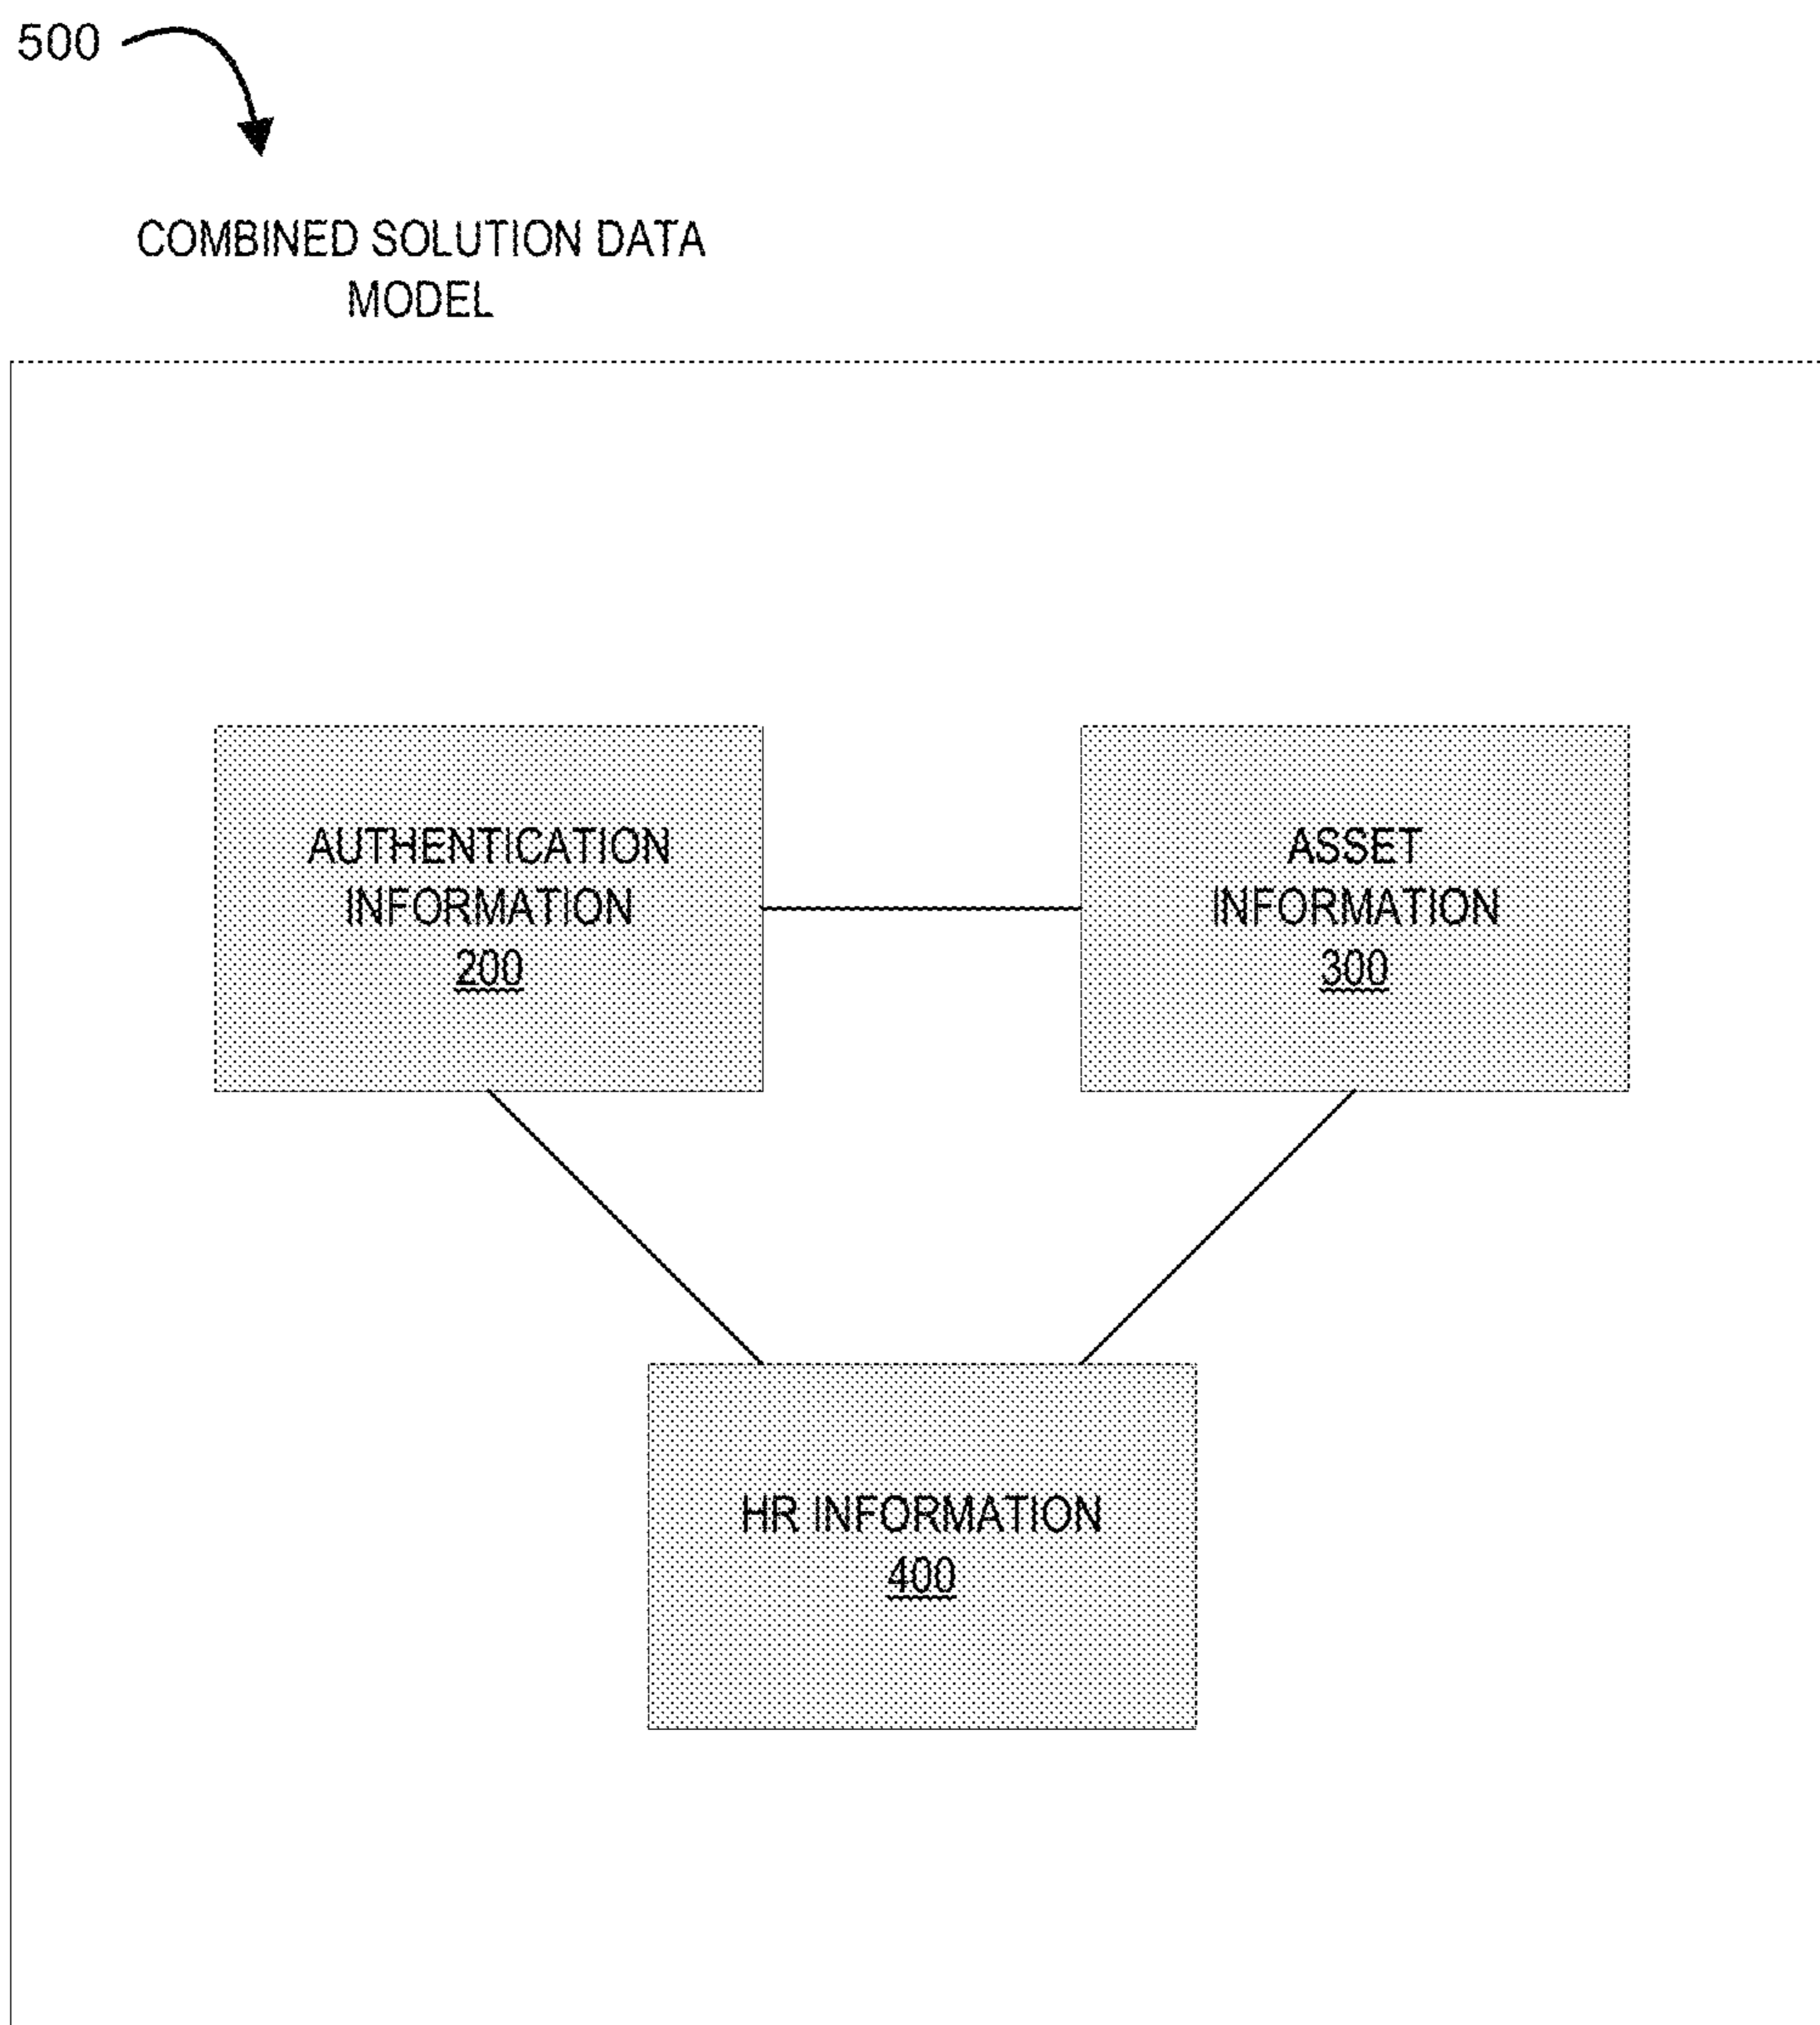 500
COMBINED SOLUTION DATA
MODEL
AUTHENTICATION
INFORMATION
200
ASSET
INFORMATION
300
HR INFORMATION
400